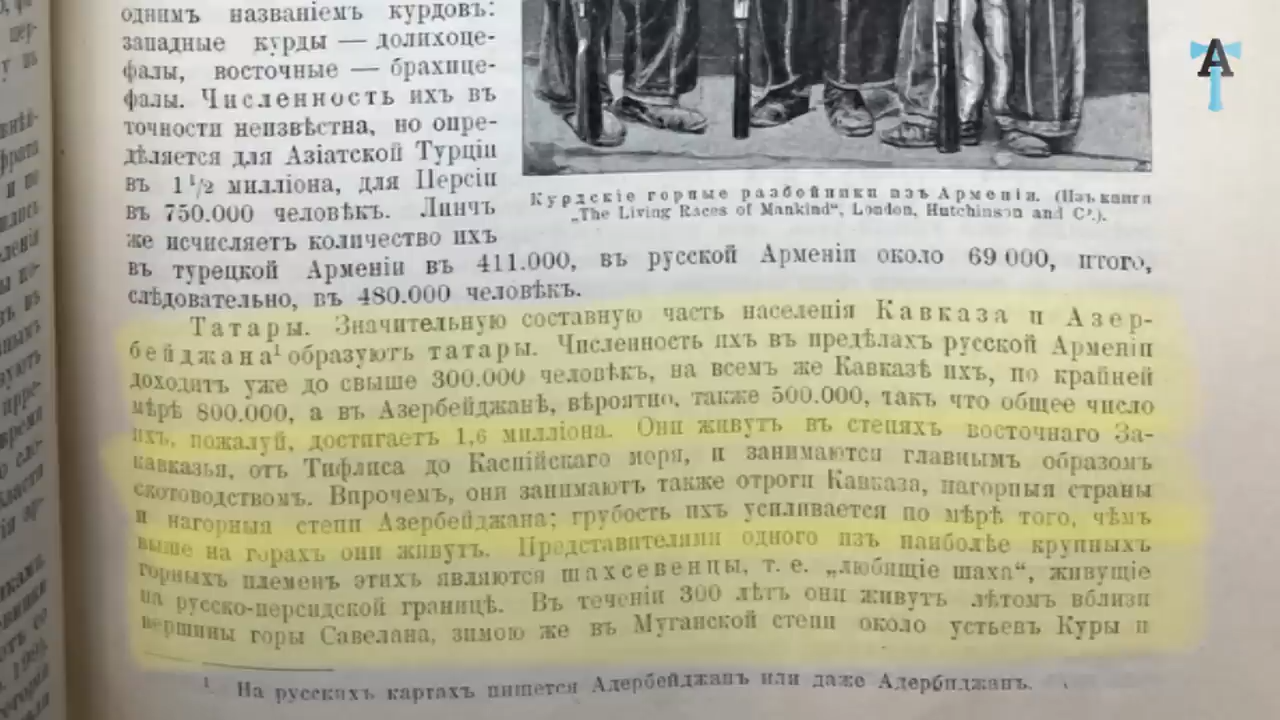 однимъ названіемъ курдовъ:
западные курды — долихоце-
фалы, восточные — брахице-
фалы. Численность ихъ въ
точности неизвѣстна, но опре-
дѣляется для Азіатской Турціи
въ 1 1/2 милліона, для Персіи
въ 750.000 человѣкъ. Линчъ
же исчисляетъ количество ихъ
въ турецкой Арменіи въ 411.000, въ русской Арменіи около 69 000, итого,
слѣдовательно, въ 480.000 человѣкъ.
Курдскіе горные разбойники изъ Арменіи. (Изъ книги
„The Living Races of Mankind“, London, Hutchinson and Cº.).
Татары. Значительную составную часть населенія Кавказа и Азер-
бейджана¹ образуютъ татары. Численность ихъ въ предѣлахъ русской Арменіи
доходитъ уже до свыше 300.000 человѣкъ, на всемъ же Кавказѣ ихъ, по крайней
мѣрѣ 800.000, а въ Азербейджанѣ, вѣроятно, также 500.000, такъ что общее число
ихъ, пожалуй, достигаетъ 1,6 милліона. Они живутъ въ степяхъ восточнаго За-
кавказья, отъ Тифлиса до Каспійскаго моря, и занимаются главнымъ образомъ
скотоводствомъ. Впрочемъ, они занимаютъ также отроги Кавказа, нагорныя страны
и нагорныя степи Азербейджана; грубость ихъ усиливается по мѣрѣ того, чѣмъ
выше на горахъ они живутъ. Представителями одного изъ наиболѣе крупныхъ
горныхъ племенъ этихъ являются шахсевенцы, т. е. „любящіе шаха“, живущіе
на русско-персидской границѣ. Въ теченіи 300 лѣтъ они живутъ лѣтомъ вблизи
вершины горы Савелана, зимою же въ Муганской степи около устьевъ Куры и
¹ На русскихъ картахъ пишется Адербейджанъ или даже Адербиджанъ.
A